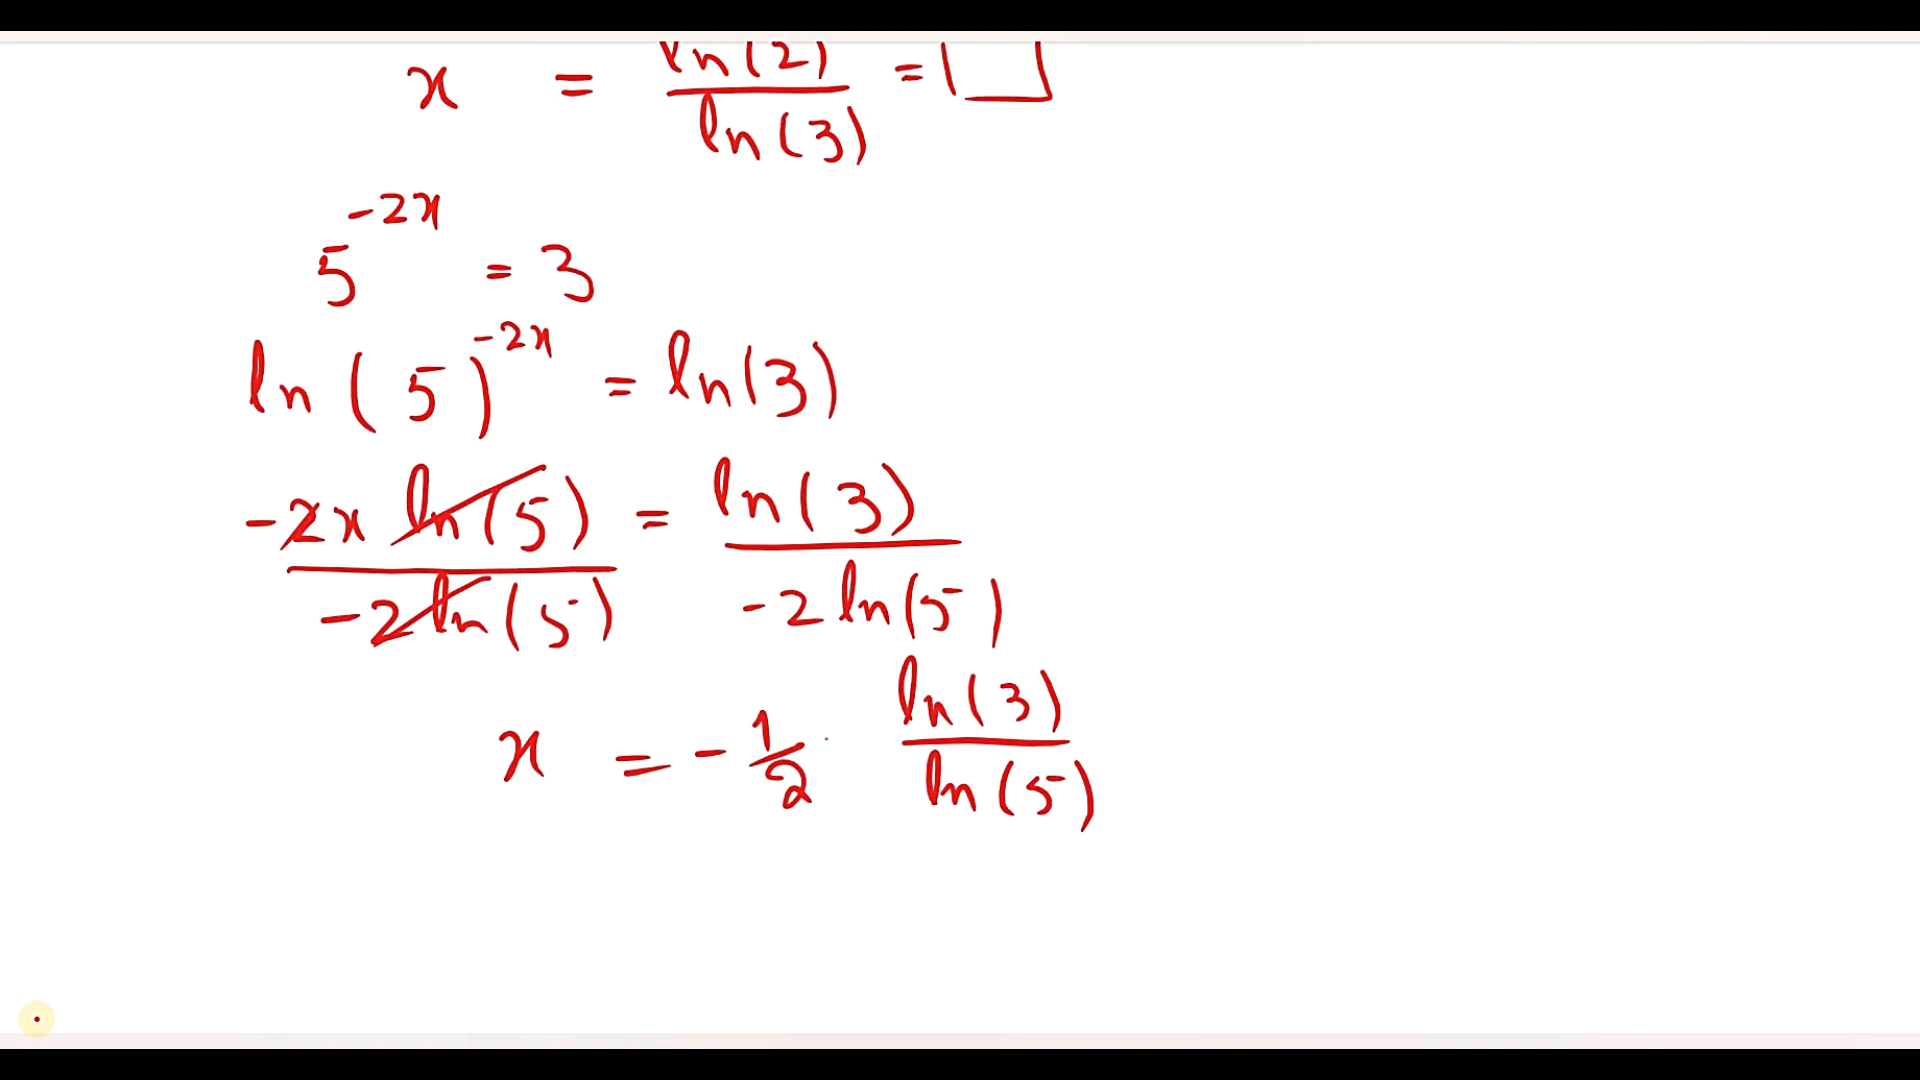 x = ln(2)/ln(3) =
5^-2x = 3
ln(5)^-2x = ln(3)
-2x ln(5)/-2 ln(5) = ln(3)/-2 ln(5)
x = -1/2 · ln(3)/ln(5)